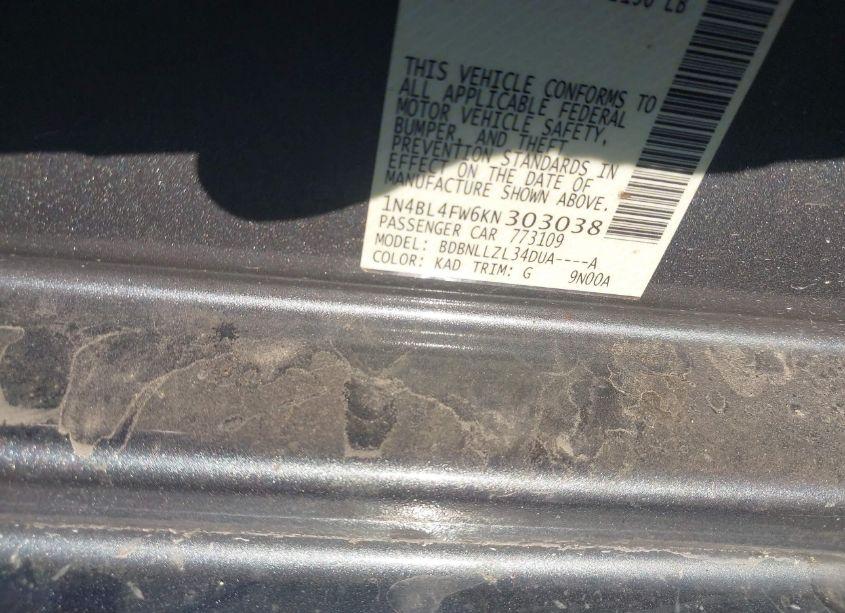 THIS VEHICLE CONFORMS TO
ALL APPLICABLE FEDERAL
MOTOR VEHICLE SAFETY,
BUMPER, AND THEFT
PREVENTION STANDARDS IN
EFFECT ON THE DATE OF
MANUFACTURE SHOWN ABOVE.
1N4BL4FW6KN303038
PASSENGER CAR 773109
MODEL: BDBNLLZL34DUA----A
COLOR: KAD TRIM: G 9N00A